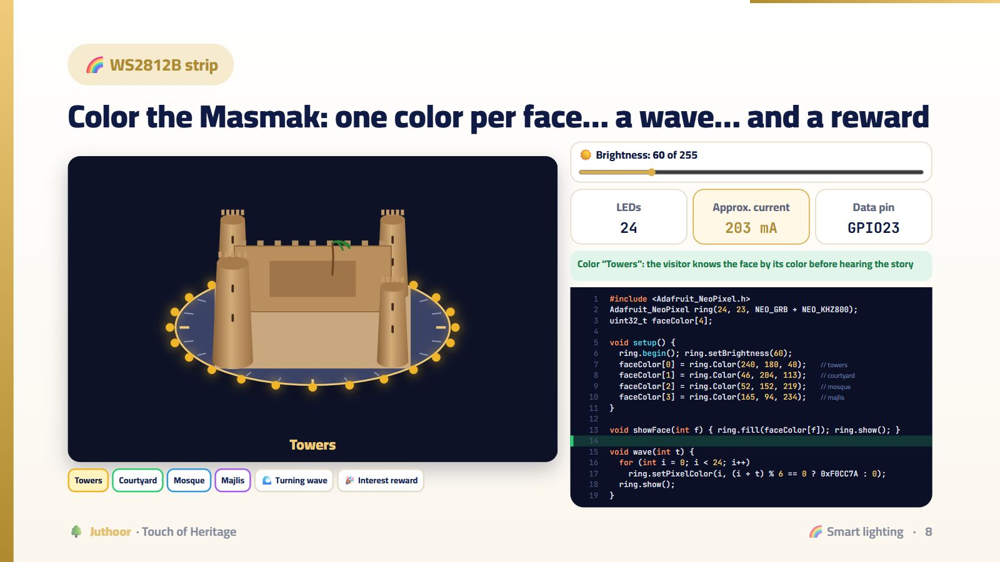 🌈 WS2812B strip
Color the Masmak: one color per face... a wave... and a reward
Towers
Towers
Courtyard
Mosque
Majlis
🌊 Turning wave
🎉 Interest reward
Brightness: 60 of 255
LEDs
24
Approx. current
203 mA
Data pin
GPIO23
Color “Towers”: the visitor knows the face by its color before hearing the story
1 #include <Adafruit_NeoPixel.h>
2 Adafruit_NeoPixel ring(24, 23, NEO_GRB + NEO_KHZ800);
3 uint32_t faceColor[4];
4
5 void setup() {
6 ring.begin(); ring.setBrightness(60);
7 faceColor[0] = ring.Color(240, 180, 40); // towers
8 faceColor[1] = ring.Color(46, 204, 113); // courtyard
9 faceColor[2] = ring.Color(52, 152, 219); // mosque
10 faceColor[3] = ring.Color(165, 94, 234); // majlis
11 }
12
13 void showFace(int f) { ring.fill(faceColor[f]); ring.show(); }
14
15 void wave(int t) {
16 for (int i = 0; i < 24; i++)
17 ring.setPixelColor(i, (i + t) % 6 == 0 ? 0xF0CC7A : 0);
18 ring.show();
19 }
🌳 Juthoor · Touch of Heritage
🌈 Smart lighting · 8